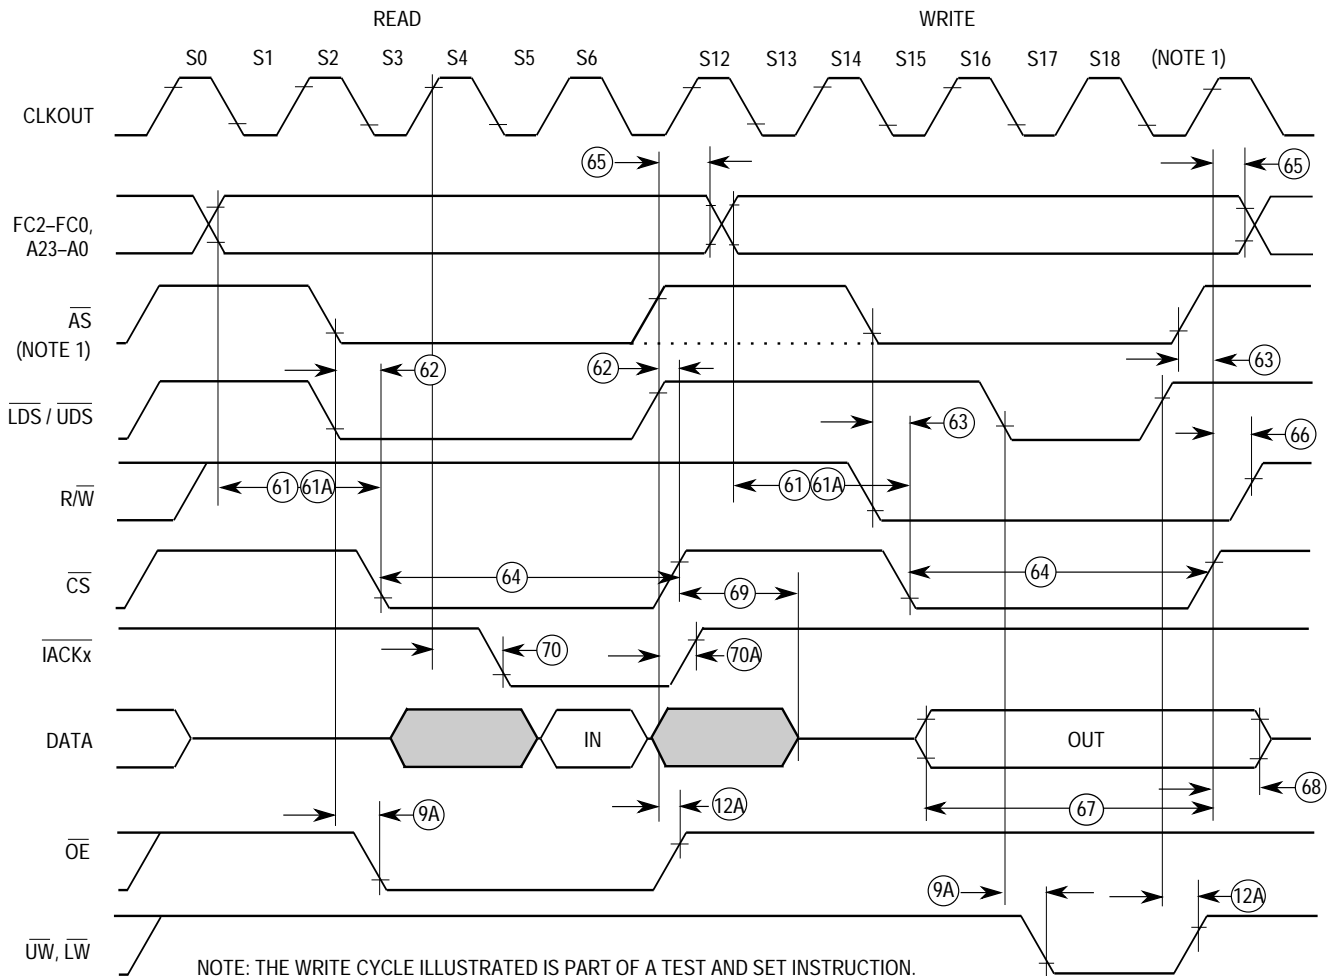 READ WRITE
S0 S1 S2 S3 S4 S5 S6 S12 S13 S14 S15 S16 S17 S18 (NOTE 1)
CLKOUT
65 65
FC2–FC0,
A23–A0
AS
(NOTE 1)
62 62 63
LDS / UDS
63 66
R/W
61 61A 61 61A
CS
64 64
69
IACKx
70 70A
DATA
IN OUT
67 68
9A 12A
OE
9A 12A
UW, LW
NOTE: THE WRITE CYCLE ILLUSTRATED IS PART OF A TEST AND SET INSTRUCTION.